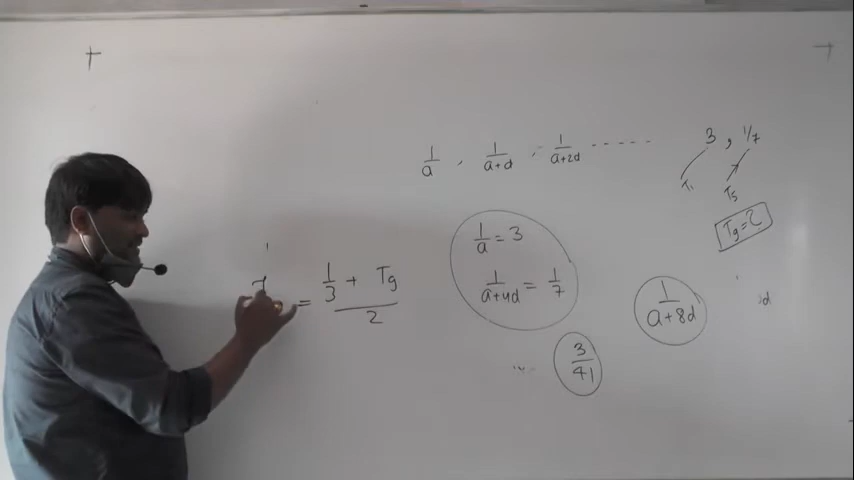 1/a , 1/(a+d) , 1/(a+2d) ------
3 , 1/7
T₁ T₅
T₉=?
1/a = 3
1/(a+4d) = 1/7
= (1/3 + T₉)/2
1/(a+8d)
3/41